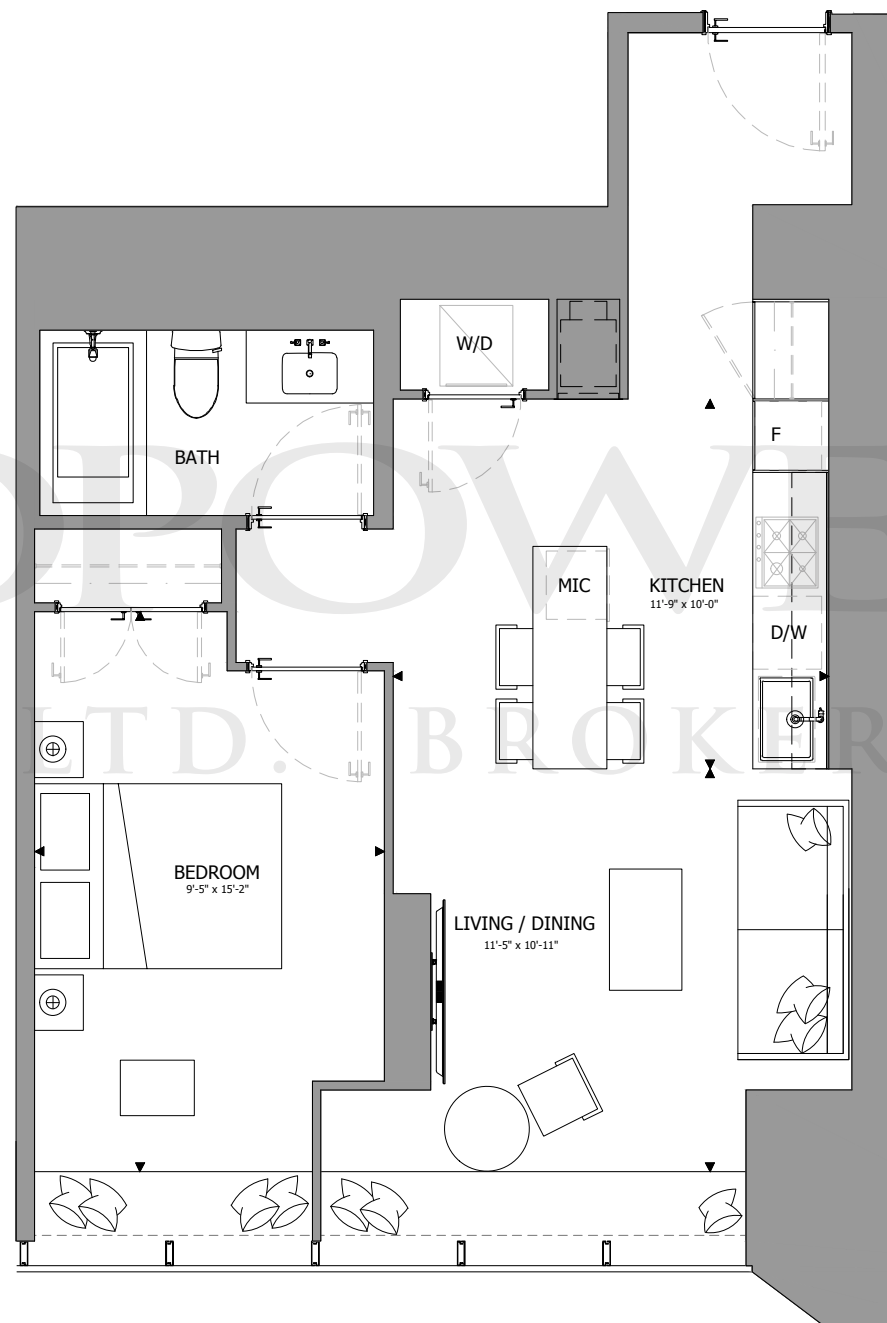 W/D
F
BATH
MIC
KITCHEN
11'-9" x 10'-0"
D/W
BEDROOM
9'-5" x 15'-2"
LIVING / DINING
11'-5" x 10'-11"
OPOWE
LTD. BROKER